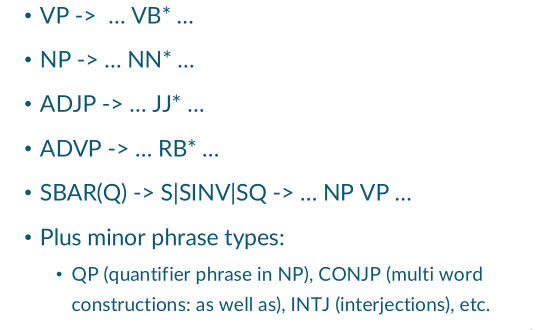 • VP -> ... VB* ...
• NP -> ... NN* ...
• ADJP -> ... JJ* ...
• ADVP -> ... RB* ...
• SBAR(Q) -> S|SINV|SQ -> ... NP VP ...
• Plus minor phrase types:
• QP (quantifier phrase in NP), CONJP (multi word
constructions: as well as), INTJ (interjections), etc.